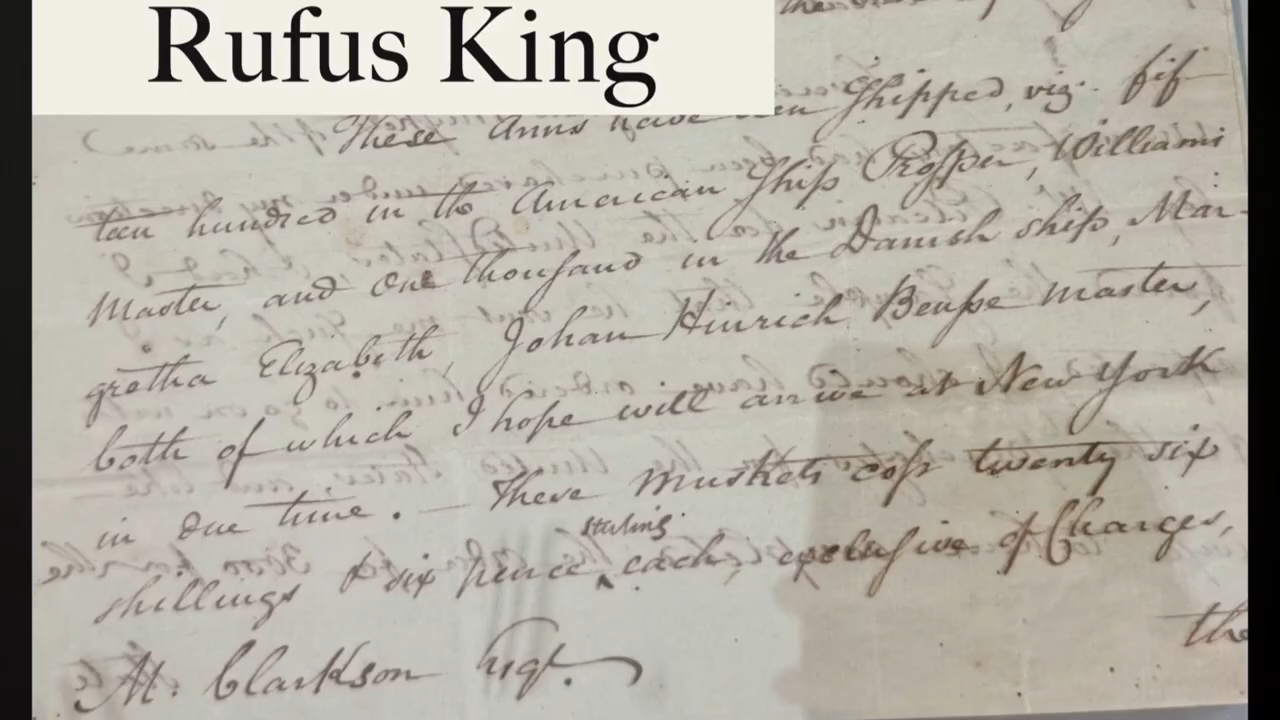 Rufus King
These Arms have been Shipped, viz. fif-
teen hundred in the American Ship Prosper, Williams
Master, and one thousand in the Danish ship, Mar-
gretha Elizabeth, Johan Hinrich Bensse master,
both of which I hope will arrive at New York
in due time. — These muskets cost twenty six
sterling
shillings & six pence ‸ each, exclusive of Charges,
the
M. Clarkson Esqr.